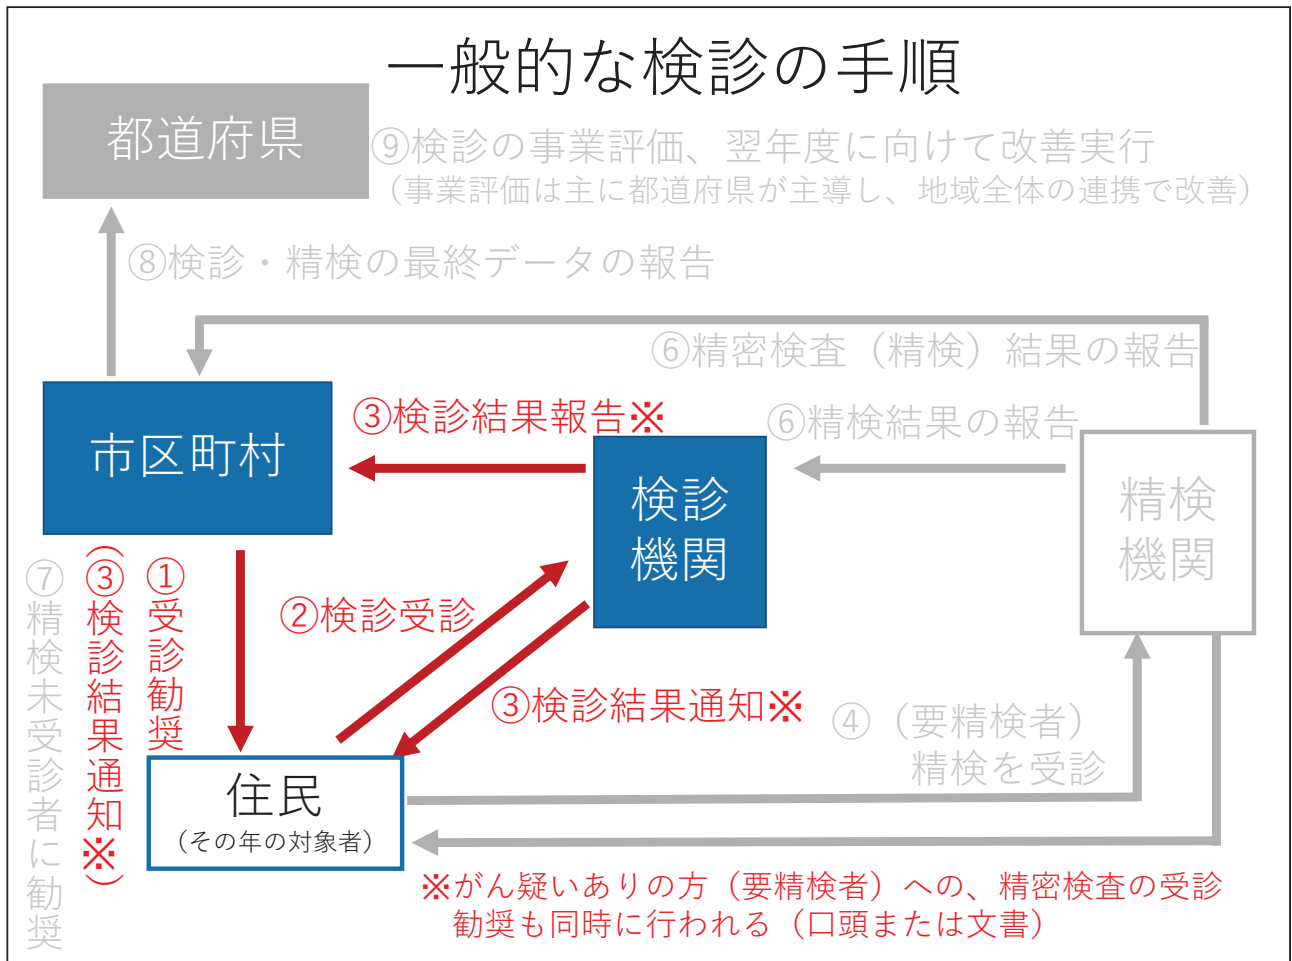 一般的な検診の手順
都道府県
⑨検診の事業評価、翌年度に向けて改善実行
（事業評価は主に都道府県が主導し、地域全体の連携で改善）
⑧検診・精検の最終データの報告
⑥精密検査（精検）結果の報告
③検診結果報告※
⑥精検結果の報告
市区町村
検診
機関
精検
機関
⑦精検未受診者に勧奨
（③検診結果通知※）
①受診勧奨
②検診受診
③検診結果通知※
④（要精検者）
精検を受診
住民
（その年の対象者）
※がん疑いありの方（要精検者）への、精密検査の受診
勧奨も同時に行われる（口頭または文書）